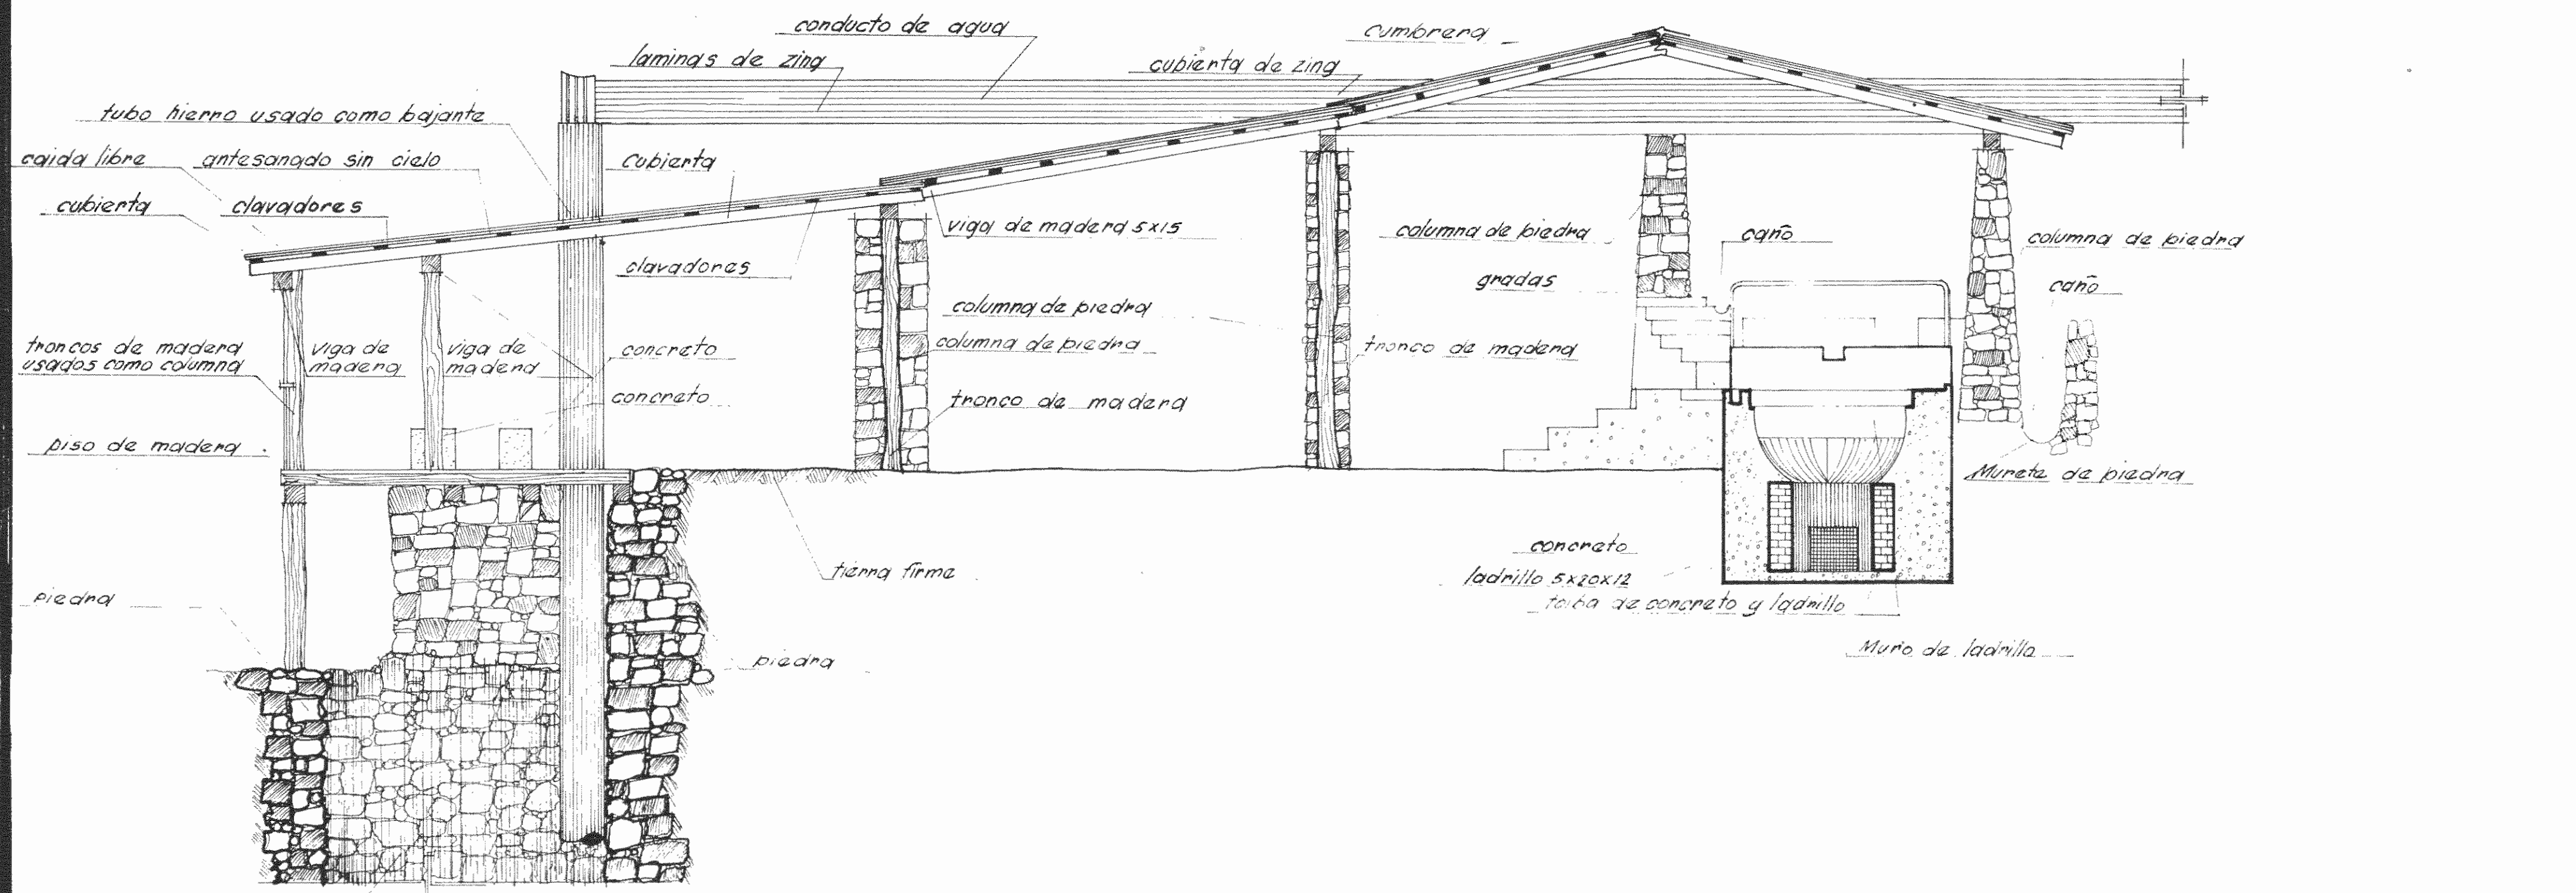 conducto de agua
cumbrera
laminas de zing
cubierta de zing
tubo hierro usado como bajante
caida libre
antesanado sin cielo
cubierta
cubierta
clavadores
viga de madera 5x15
columna de piedra
caño
columna de piedra
clavadores
gradas
caño
columna de piedra
troncos de madera
usados como columna
viga de
madera
viga de
madera
concreto
columna de piedra
tronco de madera
concreto
tronco de madera
piso de madera
Murete de piedra
concreto
tierra firme
ladrillo 5x20x12
piedra
de concreto y ladrillo
Muro de ladrillo
piedra